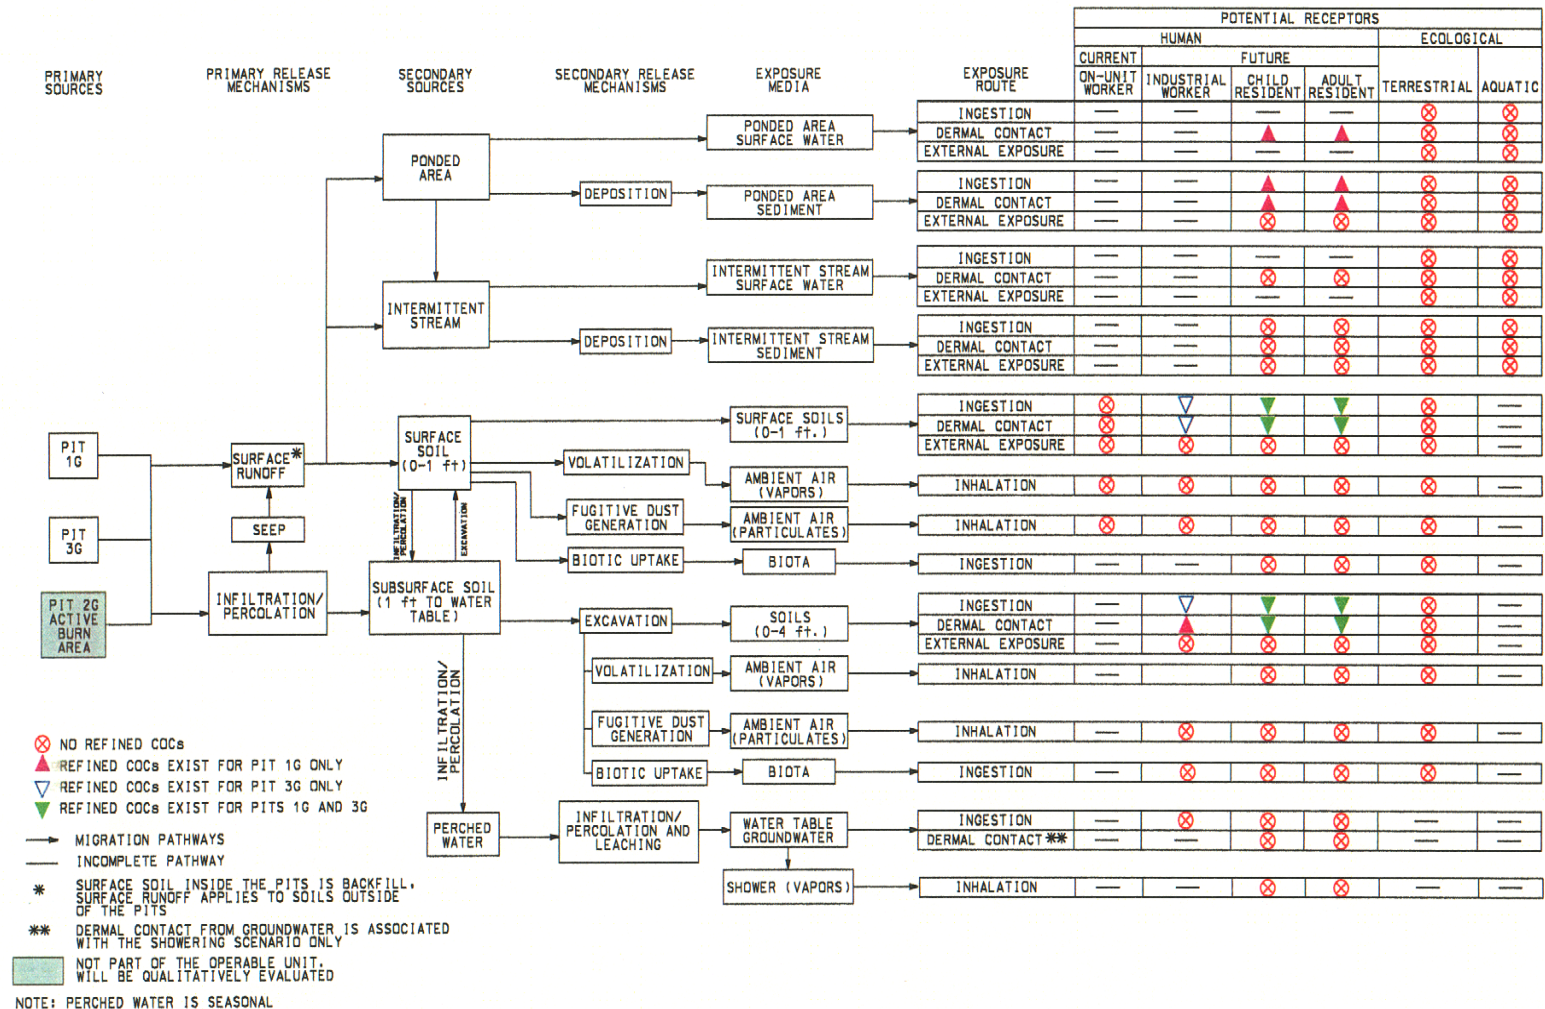 POTENTIAL RECEPTORS
HUMAN
ECOLOGICAL
CURRENT
FUTURE
PRIMARY
SOURCES
PRIMARY RELEASE
MECHANISMS
SECONDARY
SOURCES
SECONDARY RELEASE
MECHANISMS
EXPOSURE
MEDIA
EXPOSURE
ROUTE
ON-UNIT
WORKER
INDUSTRIAL
WORKER
CHILD
RESIDENT
ADULT
RESIDENT
TERRESTRIAL
AQUATIC
PONDED
AREA
PONDED AREA
SURFACE WATER
INGESTION
DERMAL CONTACT
EXTERNAL EXPOSURE
DEPOSITION
PONDED AREA
SEDIMENT
INGESTION
DERMAL CONTACT
EXTERNAL EXPOSURE
INTERMITTENT
STREAM
INTERMITTENT STREAM
SURFACE WATER
INGESTION
DERMAL CONTACT
EXTERNAL EXPOSURE
DEPOSITION
INTERMITTENT STREAM
SEDIMENT
INGESTION
DERMAL CONTACT
EXTERNAL EXPOSURE
PIT
1G
PIT
3G
PIT 2G
ACTIVE
BURN
AREA
SURFACE*
RUNOFF
SEEP
INFILTRATION/
PERCOLATION
SURFACE
SOIL
(0-1 ft)
INFILTRATION/
PERCOLATION
EXCAVATION
SUBSURFACE SOIL
(1 ft TO WATER
TABLE)
SURFACE SOILS
(0-1 ft.)
INGESTION
DERMAL CONTACT
EXTERNAL EXPOSURE
VOLATILIZATION
AMBIENT AIR
(VAPORS)
INHALATION
FUGITIVE DUST
GENERATION
AMBIENT AIR
(PARTICULATES)
INHALATION
BIOTIC UPTAKE
BIOTA
INGESTION
EXCAVATION
SOILS
(0-4 ft.)
INGESTION
DERMAL CONTACT
EXTERNAL EXPOSURE
VOLATILIZATION
AMBIENT AIR
(VAPORS)
INHALATION
FUGITIVE DUST
GENERATION
AMBIENT AIR
(PARTICULATES)
INHALATION
BIOTIC UPTAKE
BIOTA
INGESTION
INFILTRATION/
PERCOLATION
PERCHED
WATER
INFILTRATION/
PERCOLATION AND
LEACHING
WATER TABLE
GROUNDWATER
INGESTION
DERMAL CONTACT**
SHOWER (VAPORS)
INHALATION
NO REFINED COCs
REFINED COCs EXIST FOR PIT 1G ONLY
REFINED COCs EXIST FOR PIT 3G ONLY
REFINED COCs EXIST FOR PITS 1G AND 3G
MIGRATION PATHWAYS
INCOMPLETE PATHWAY
* SURFACE SOIL INSIDE THE PITS IS BACKFILL.
SURFACE RUNOFF APPLIES TO SOILS OUTSIDE
OF THE PITS
** DERMAL CONTACT FROM GROUNDWATER IS ASSOCIATED
WITH THE SHOWERING SCENARIO ONLY
NOT PART OF THE OPERABLE UNIT.
WILL BE QUALITATIVELY EVALUATED
NOTE: PERCHED WATER IS SEASONAL